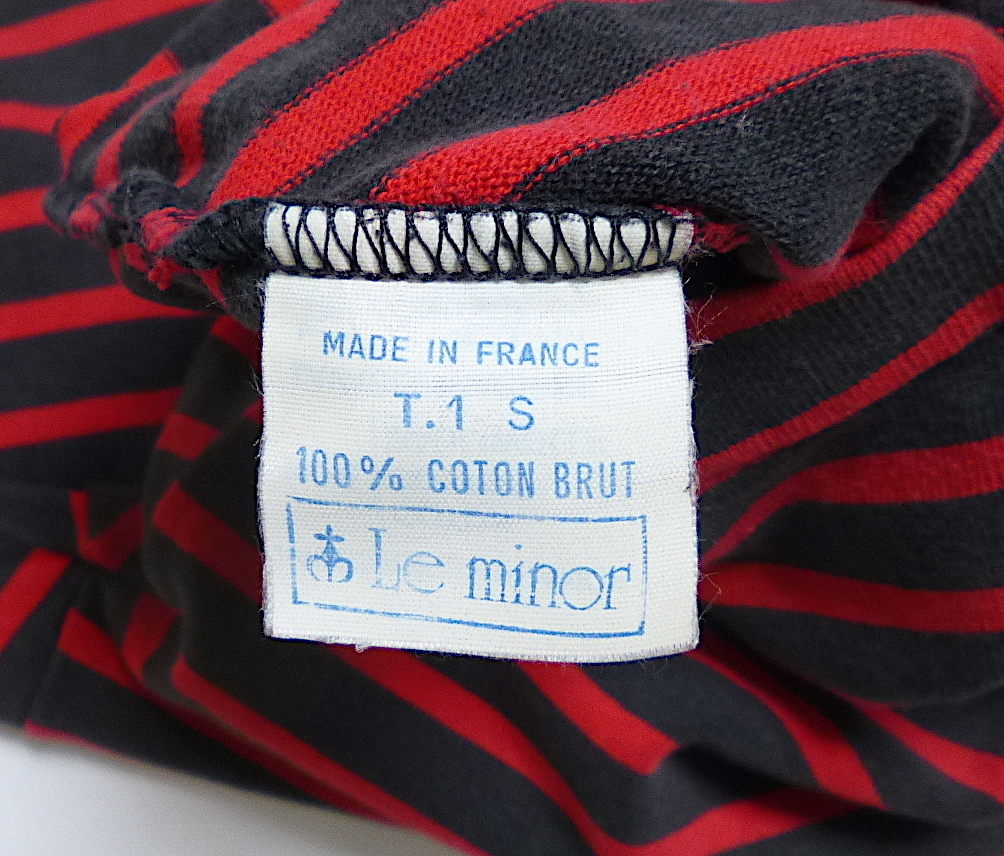 MADE IN FRANCE
T.1 S
100% COTON BRUT
Le minor